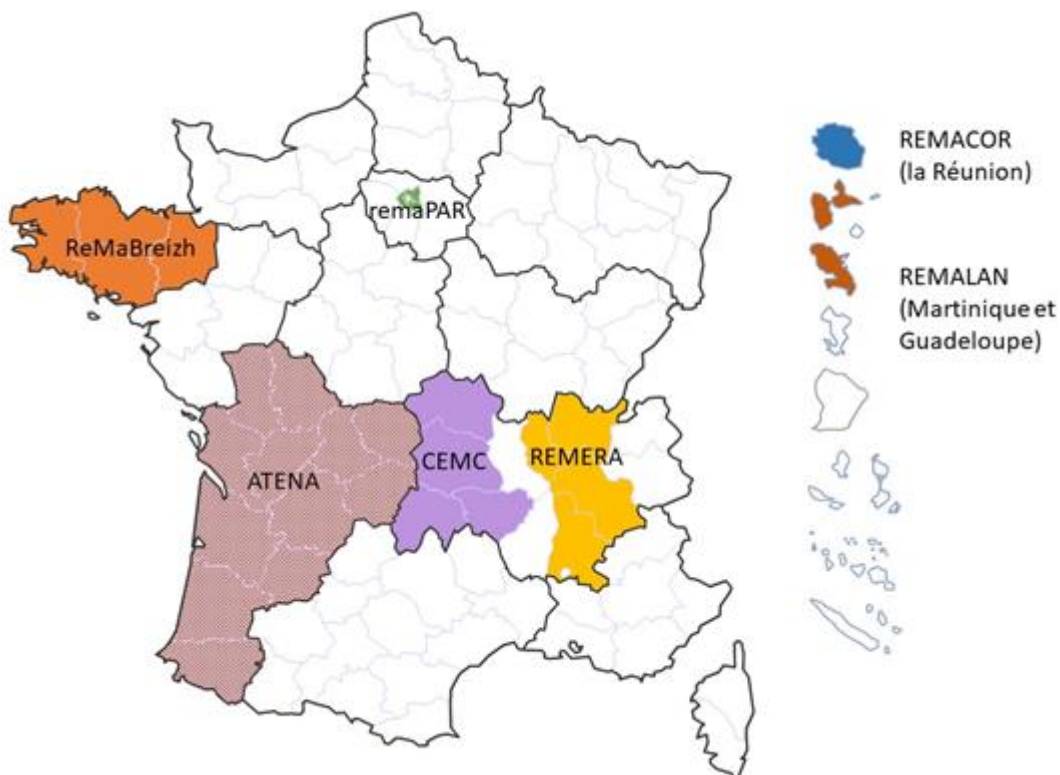 remaPAR
ReMaBreizh
ATENA
CEMC
REMERA
REMACOR
(la Réunion)
REMALAN
(Martinique et
Guadeloupe)